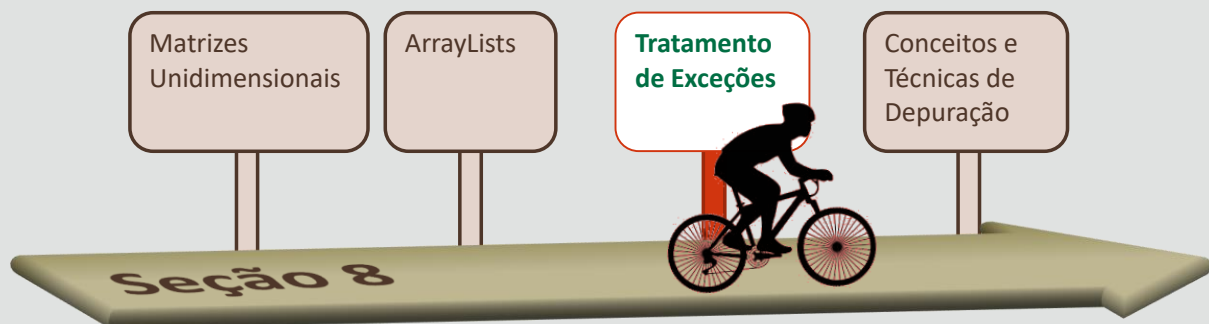 Matrizes
Unidimensionais
ArrayLists
Tratamento
de Exceções
Conceitos e
Técnicas de
Depuração
Seção 8